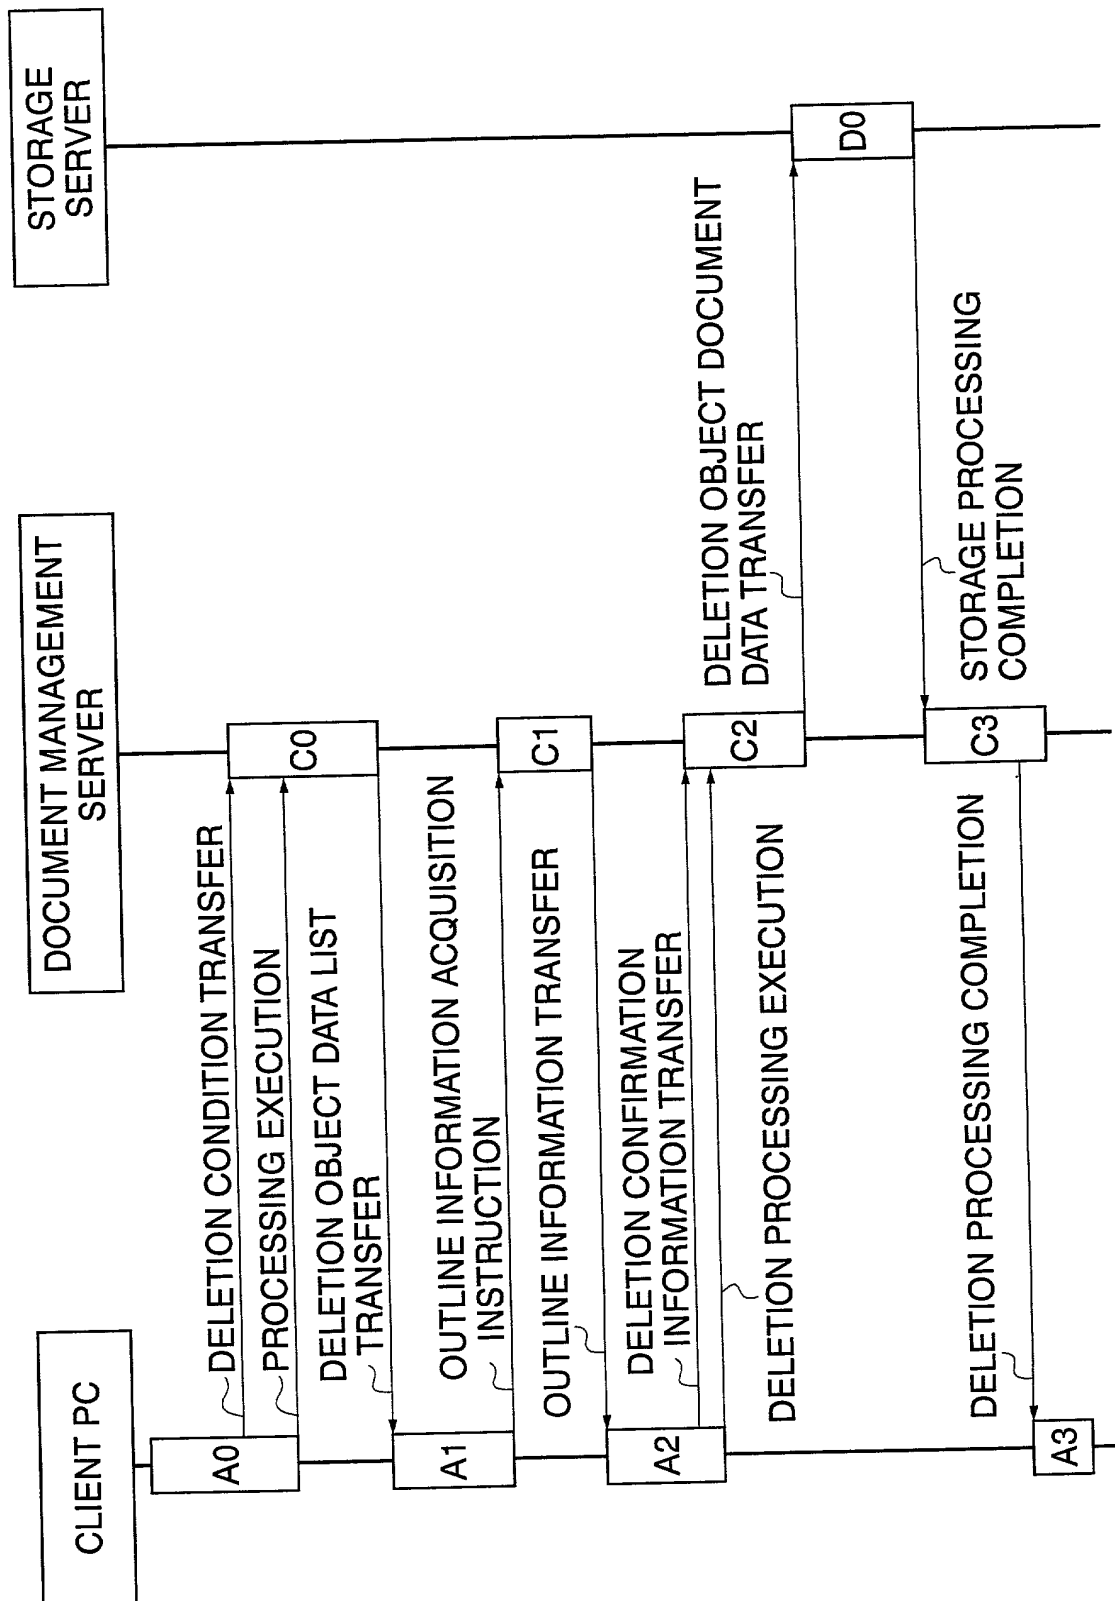 CLIENT PC
DOCUMENT MANAGEMENT
SERVER
STORAGE
SERVER
A0
DELETION CONDITION TRANSFER
PROCESSING EXECUTION
C0
DELETION OBJECT DATA LIST
TRANSFER
A1
OUTLINE INFORMATION ACQUISITION
INSTRUCTION
C1
OUTLINE INFORMATION TRANSFER
A2
DELETION CONFIRMATION
INFORMATION TRANSFER
C2
DELETION PROCESSING EXECUTION
DELETION OBJECT DOCUMENT
DATA TRANSFER
D0
STORAGE PROCESSING
COMPLETION
C3
DELETION PROCESSING COMPLETION
A3